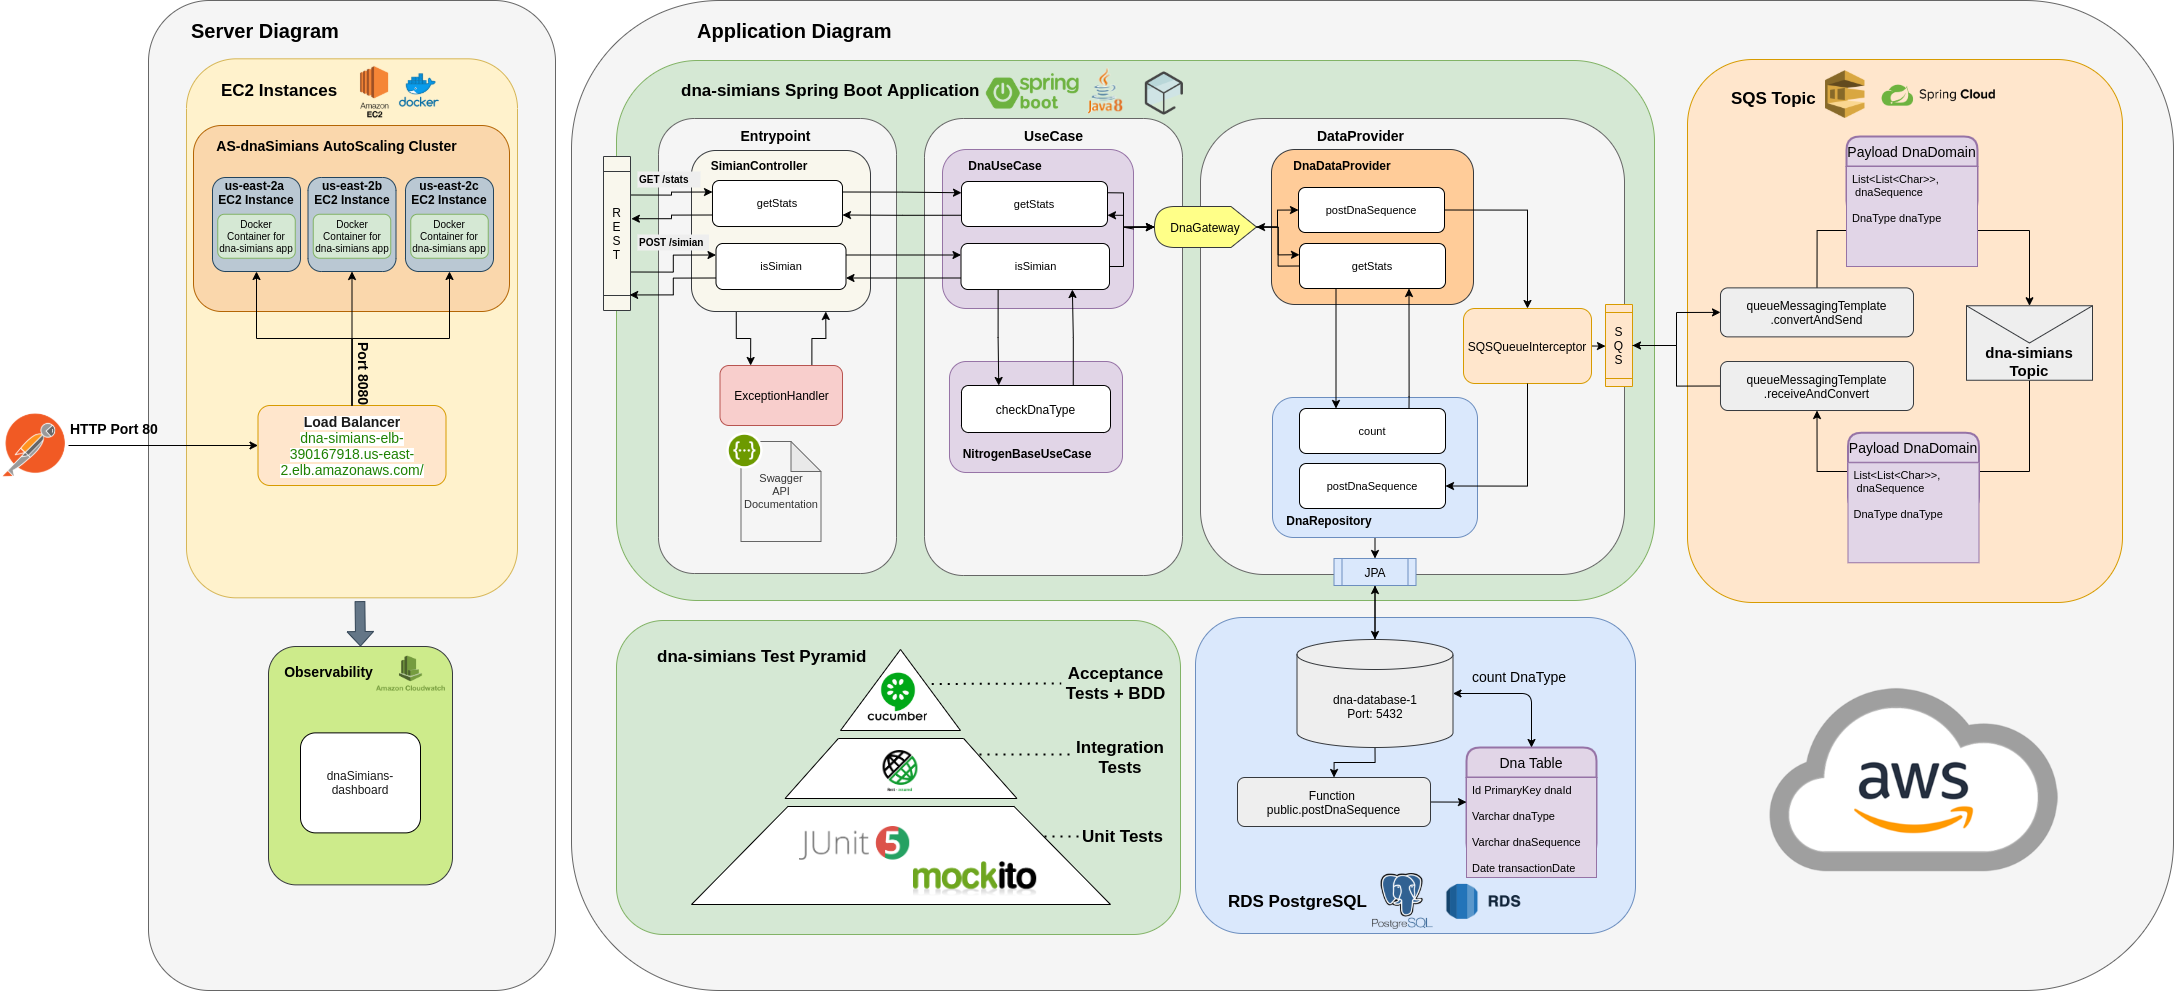 Server Diagram
EC2 Instances
Amazon
EC2
docker
AS-dnaSimians AutoScaling Cluster
us-east-2a
EC2 Instance
Docker
Container for
dna-simians app
us-east-2b
EC2 Instance
Docker
Container for
dna-simians app
us-east-2c
EC2 Instance
Docker
Container for
dna-simians app
Port 8080
HTTP Port 80
Load Balancer
dna-simians-elb-
390167918.us-east-
2.elb.amazonaws.com/
Observability
Amazon Cloudwatch
dnaSimians-
dashboard
Application Diagram
dna-simians Spring Boot Application
spring
boot
Java8
Entrypoint
SimianController
GET /stats
getStats
R
E
S
T
POST /simian
isSimian
ExceptionHandler
{...}
Swagger
API
Documentation
UseCase
DnaUseCase
getStats
isSimian
checkDnaType
NitrogenBaseUseCase
DnaGateway
DataProvider
DnaDataProvider
postDnaSequence
getStats
SQSQueueInterceptor
S
Q
S
count
postDnaSequence
DnaRepository
JPA
SQS Topic
Spring Cloud
Payload DnaDomain
List<List<Char>>,
dnaSequence
DnaType dnaType
queueMessagingTemplate
.convertAndSend
dna-simians
Topic
queueMessagingTemplate
.receiveAndConvert
Payload DnaDomain
List<List<Char>>,
dnaSequence
DnaType dnaType
dna-simians Test Pyramid
cucumber
Acceptance
Tests + BDD
Integration
Tests
JUnit 5
mockito
Unit Tests
dna-database-1
Port: 5432
count DnaType
Function
public.postDnaSequence
Dna Table
Id PrimaryKey dnaId
Varchar dnaType
Varchar dnaSequence
Date transactionDate
RDS PostgreSQL
PostgreSQL
RDS
aws